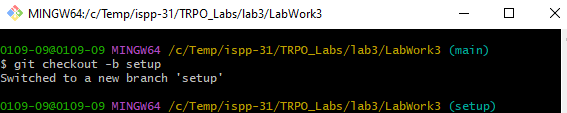 MINGW64:/c/Temp/ispp-31/TRPO_Labs/lab3/LabWork3
0109-09@0109-09 MINGW64 /c/Temp/ispp-31/TRPO_Labs/lab3/LabWork3 (main)
$ git checkout -b setup
Switched to a new branch 'setup'
0109-09@0109-09 MINGW64 /c/Temp/ispp-31/TRPO_Labs/lab3/LabWork3 (setup)